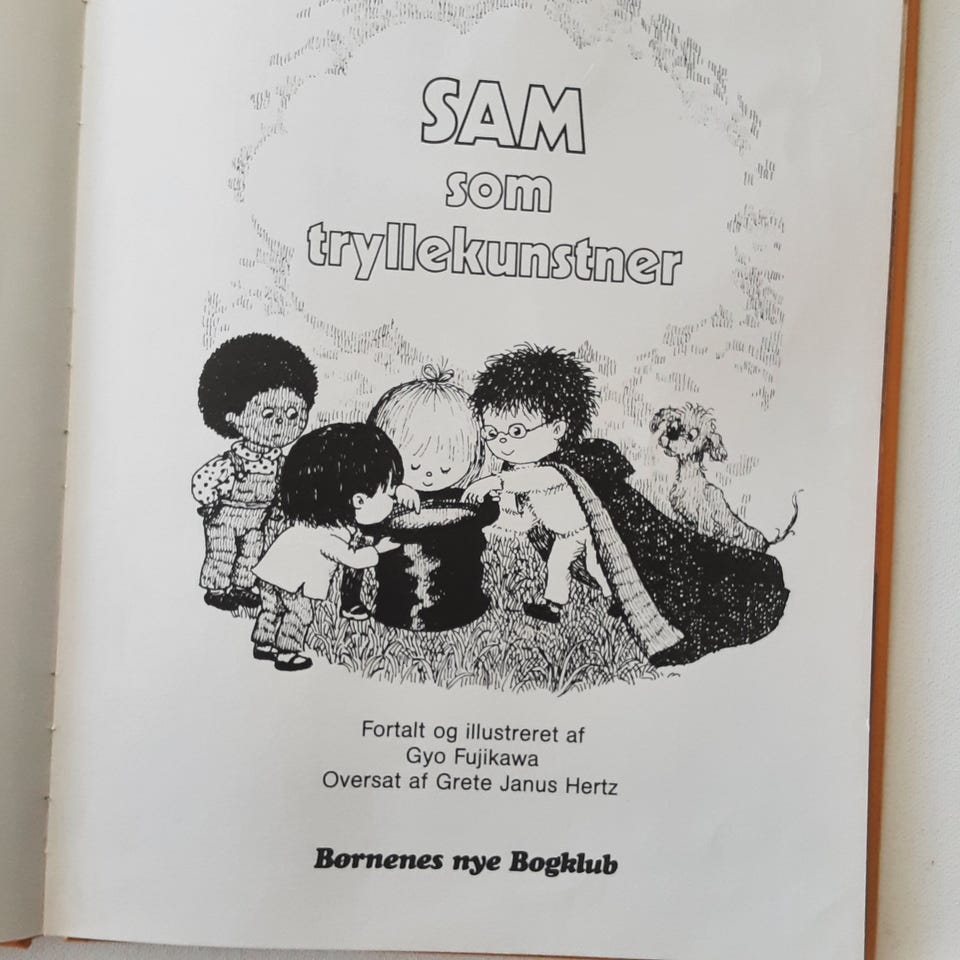 SAM
som
tryllekunstner
Fortalt og illustreret af
Gyo Fujikawa
Oversat af Grete Janus Hertz
Børnenes nye Bogklub